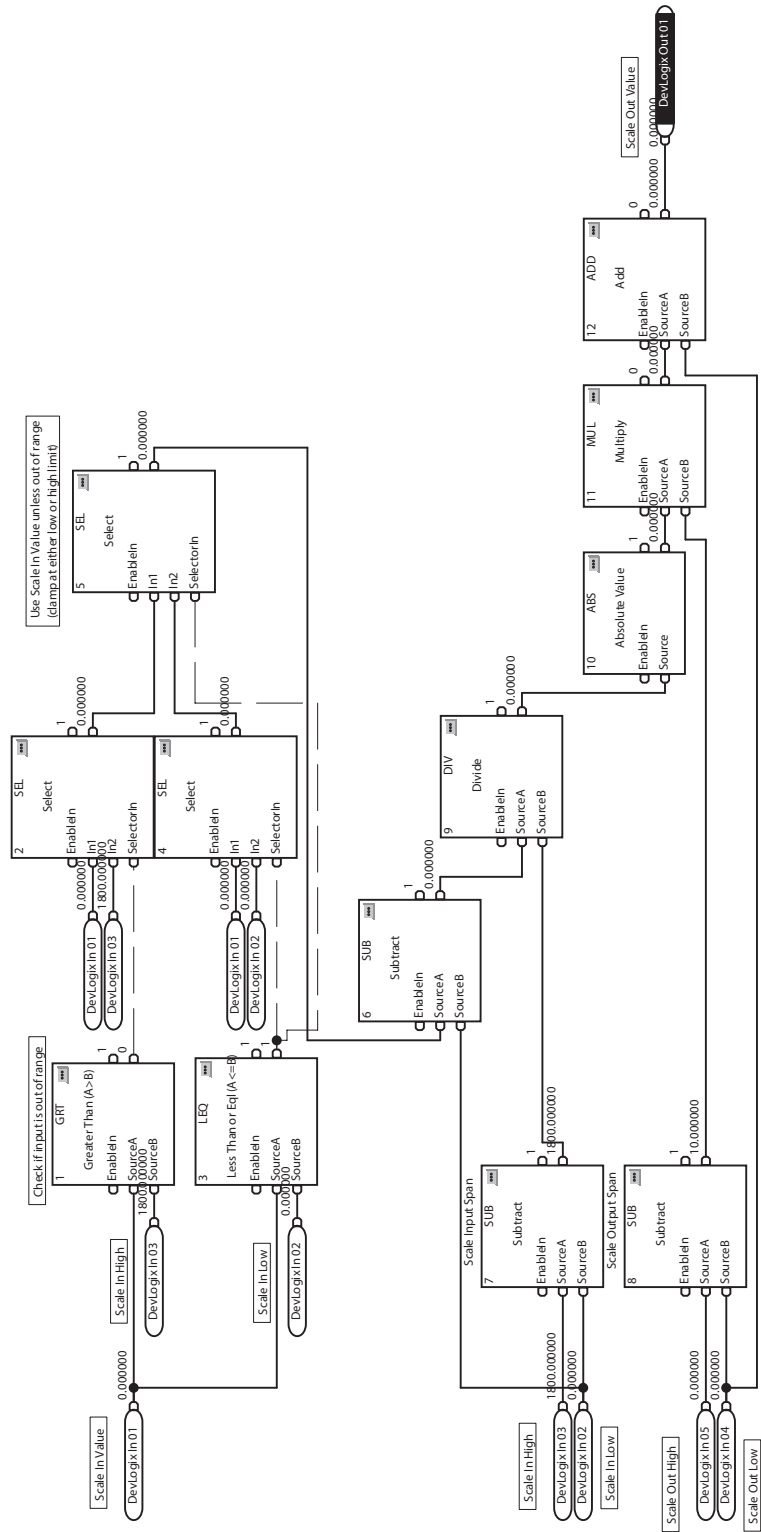 Use Scale In Value unless out of range
(clamp at either low or high limit)
Check if input is out of range
Scale In Value
DevLogix In 01
0.000000
Scale In High
DevLogix In 03
1800.000000
1
GRT
Greater Than (A>B)
EnableIn
SourceA
SourceB
1
0
DevLogix In 01
0.000000
DevLogix In 03
1800.000000
2
SEL
Select
EnableIn
In1
In2
SelectorIn
1
0.000000
Scale In Low
DevLogix In 02
0.000000
3
LEQ
Less Than or Eql (A <=B)
EnableIn
SourceA
SourceB
1
1
DevLogix In 01
0.000000
DevLogix In 02
0.000000
4
SEL
Select
EnableIn
In1
In2
SelectorIn
1
0.000000
5
SEL
Select
EnableIn
In1
In2
SelectorIn
1
0.000000
6
SUB
Subtract
EnableIn
SourceA
SourceB
1
0.000000
Scale In High
DevLogix In 03
1800.000000
DevLogix In 02
0.000000
Scale In Low
Scale Input Span
7
SUB
Subtract
EnableIn
SourceA
SourceB
1
1800.000000
9
DIV
Divide
EnableIn
SourceA
SourceB
1
0.000000
Scale Out High
DevLogix In 05
0.000000
DevLogix In 04
0.000000
Scale Out Low
Scale Output Span
8
SUB
Subtract
EnableIn
SourceA
SourceB
1
10.000000
10
ABS
Absolute Value
EnableIn
Source
1
0.000000
11
MUL
Multiply
EnableIn
SourceA
SourceB
0
0.000000
12
ADD
Add
EnableIn
SourceA
SourceB
0
0.000000
Scale Out Value
0.000000
DevLogix Out 01